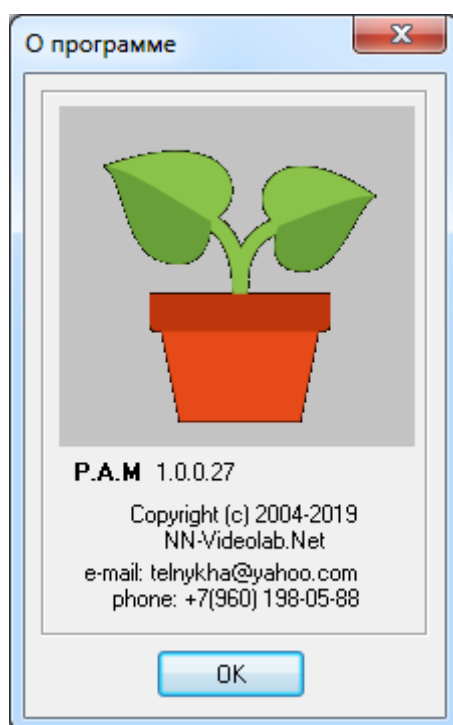 О программе
P.A.M 1.0.0.27
Copyright (c) 2004-2019
NN-Videolab.Net
e-mail: telnykha@yahoo.com
phone: +7(960) 198-05-88
OK